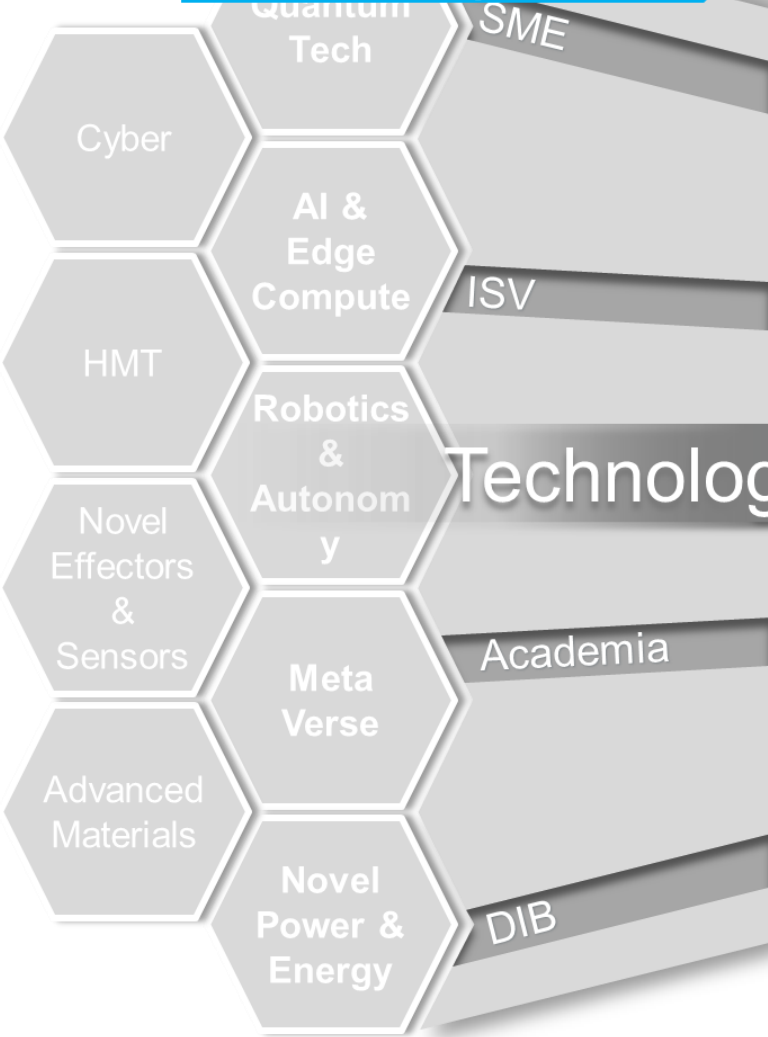 Quantum
Tech
Cyber
AI &
Edge
Compute
HMT
Robotics
&
Autonom
y
Novel
Effectors
&
Sensors
Meta
Verse
Advanced
Materials
Novel
Power &
Energy
SME
ISV
Technolog
Academia
DIB